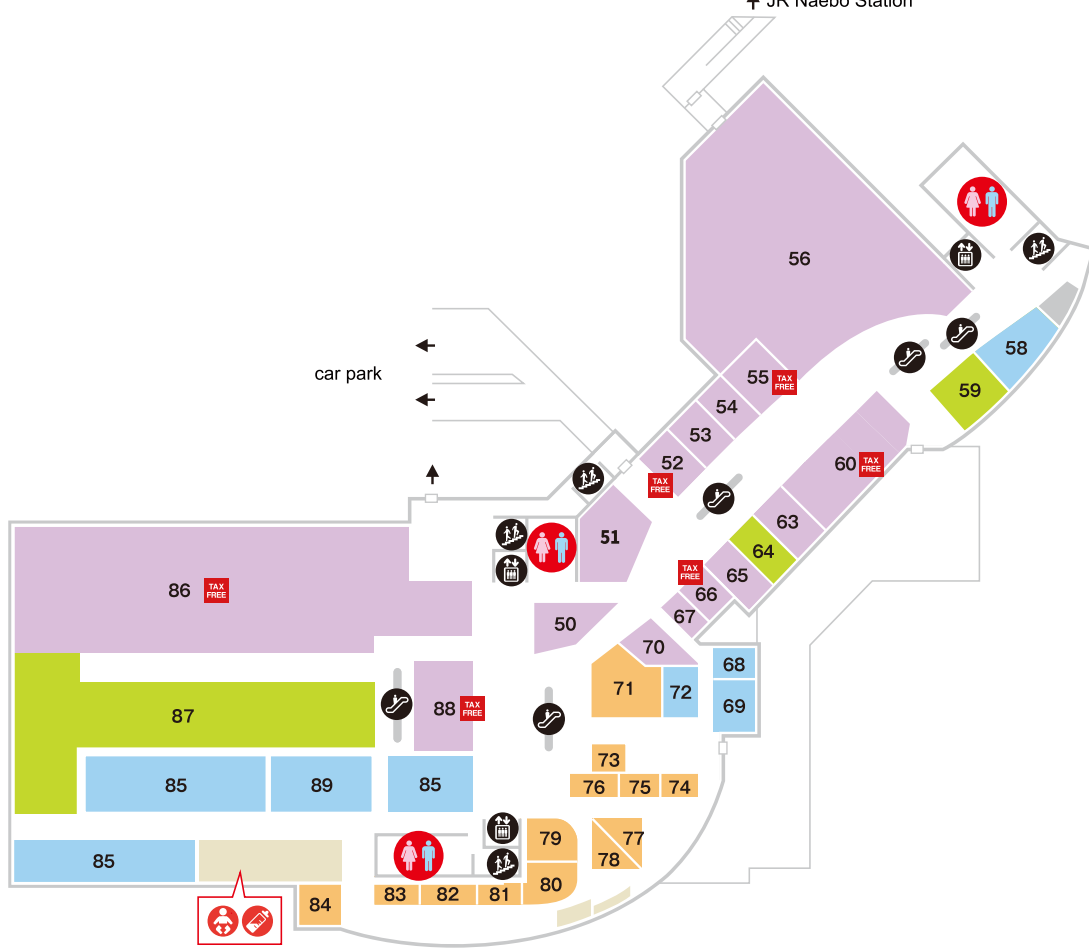 JR Naebo Station
56
58
59
car park
55
TAX
FREE
54
53
52
TAX
FREE
60
TAX
FREE
63
51
64
TAX
FREE
65
66
67
50
70
68
71
72
69
86
TAX
FREE
87
88
TAX
FREE
73
76
75
74
85
89
85
79
77
78
85
80
83
82
81
84